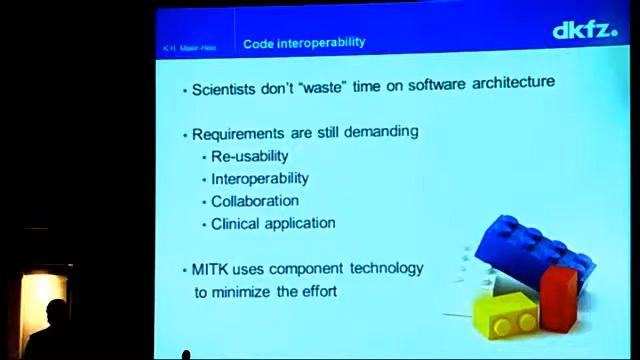 dkfz.
K.H. Maier-Hein
Code interoperability
• Scientists don't “waste” time on software architecture
• Requirements are still demanding
• Re-usability
• Interoperability
• Collaboration
• Clinical application
• MITK uses component technology
to minimize the effort